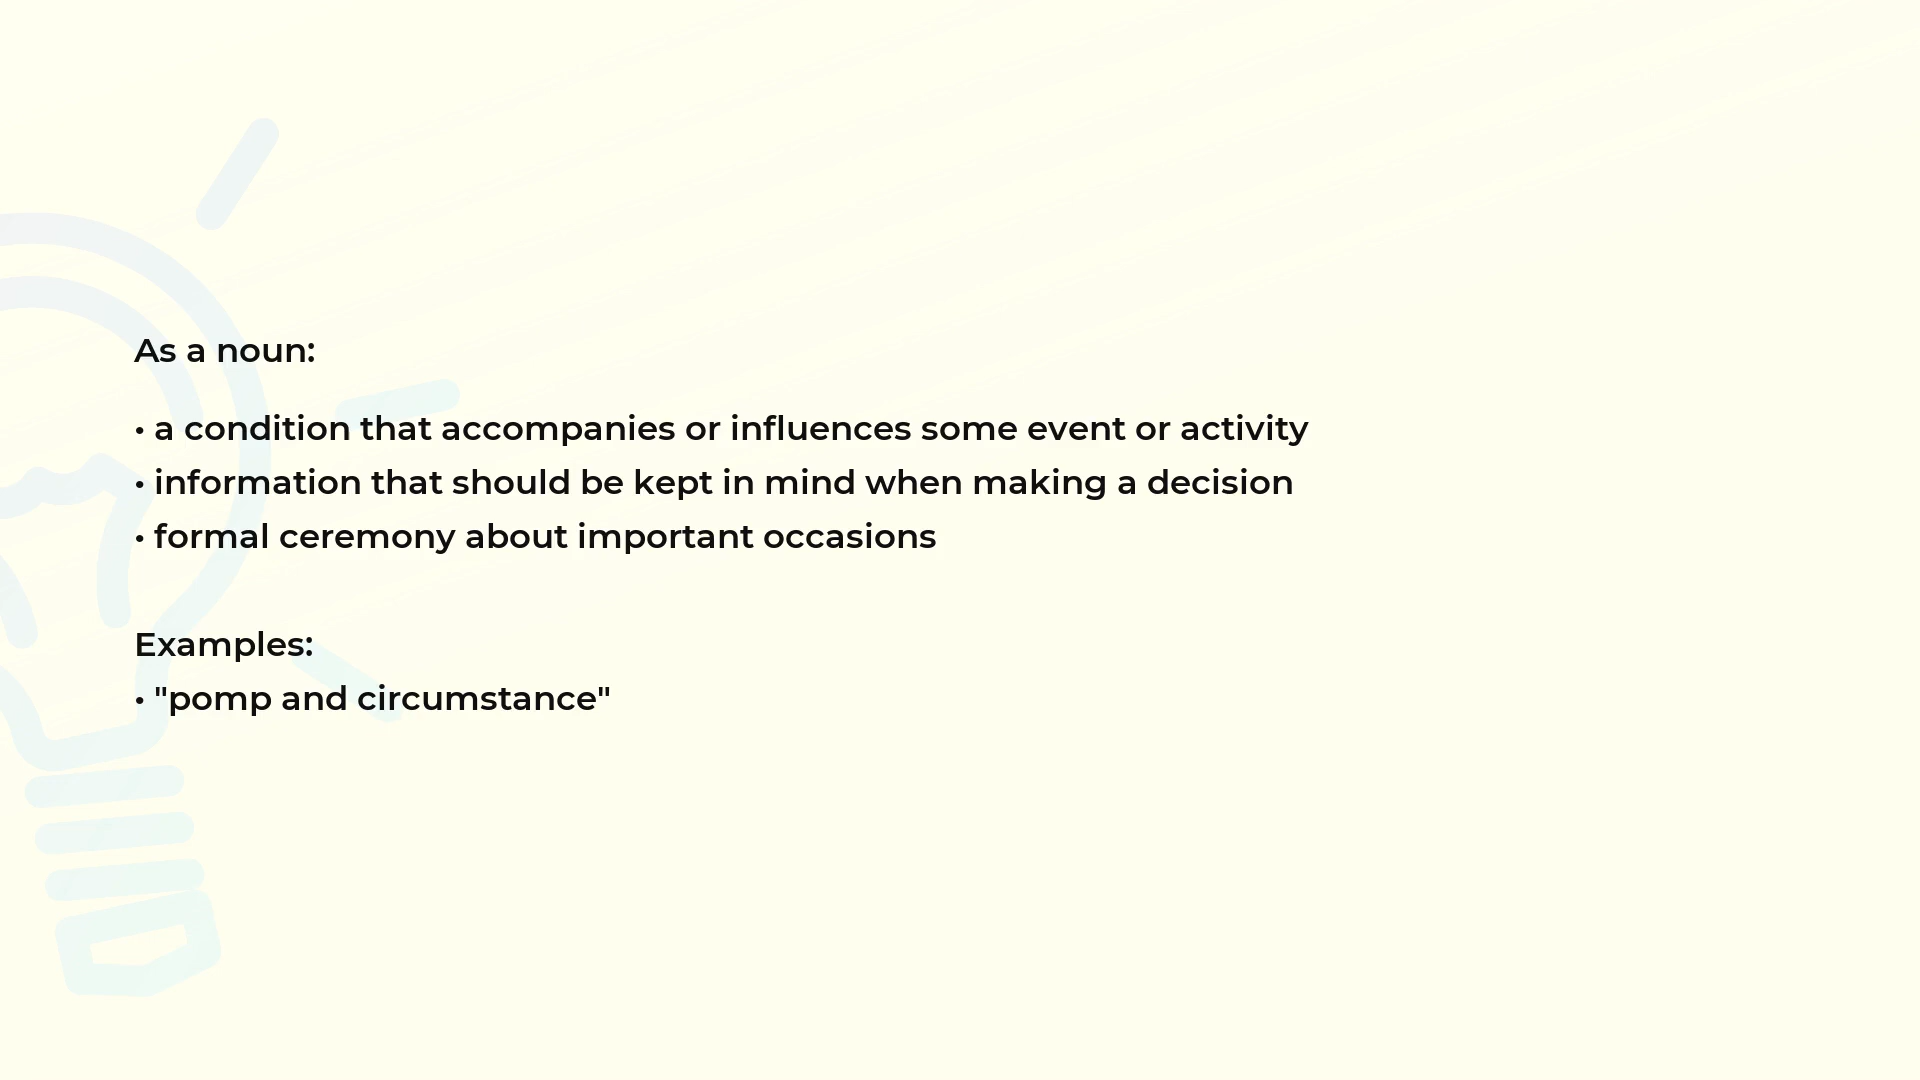 As a noun:
• a condition that accompanies or influences some event or activity
• information that should be kept in mind when making a decision
• formal ceremony about important occasions
Examples:
• "pomp and circumstance"